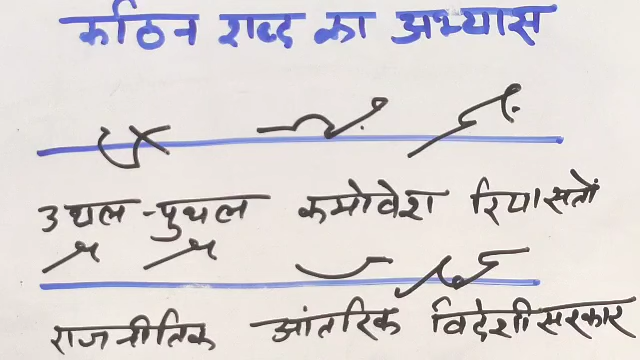 कठिन शब्द का अभ्यास
उथल-पुथल कमोवेश रियासतों
राजनीतिक आंतरिक विदेशी सरकार